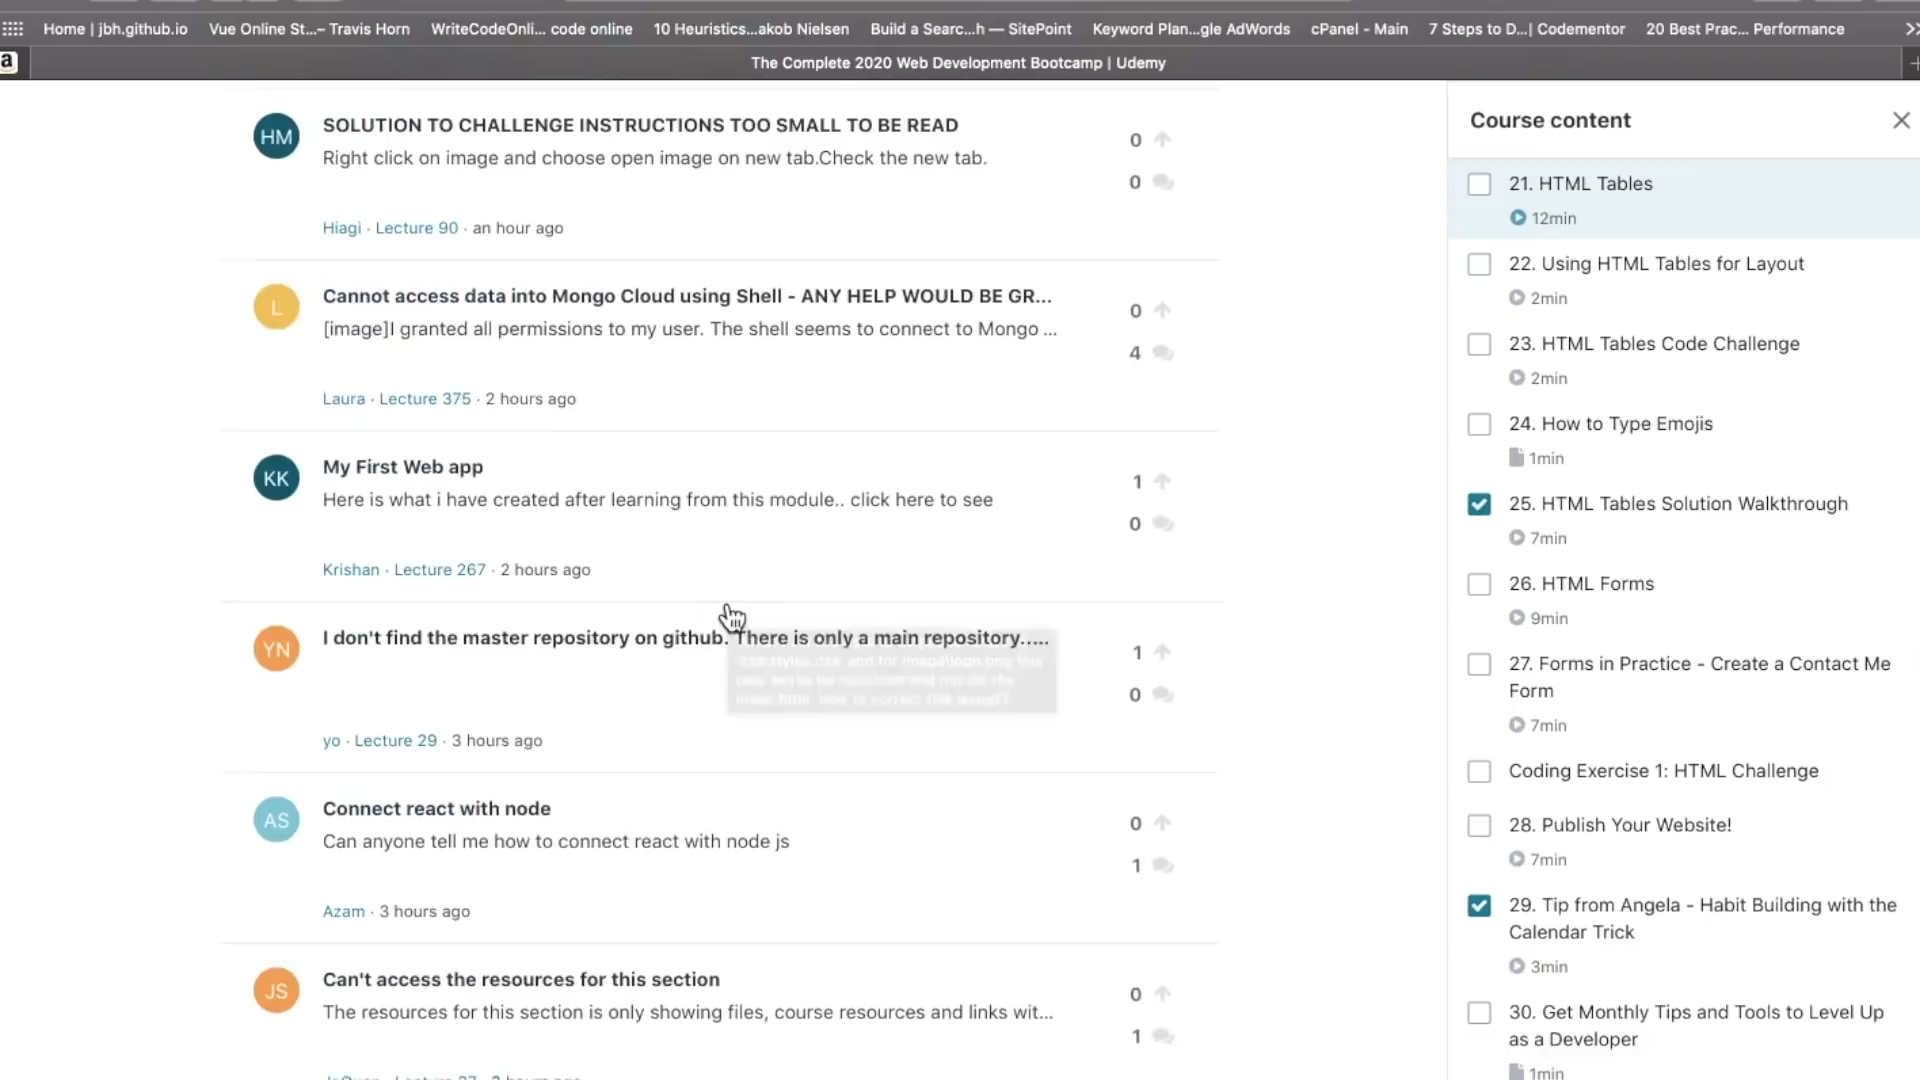 Home | jbh.github.io
Vue Online St...– Travis Horn
WriteCodeOnli... code online
10 Heuristics...akob Nielsen
Build a Searc...h — SitePoint
Keyword Plan...gle AdWords
cPanel - Main
7 Steps to D...| Codementor
20 Best Prac... Performance
a
The Complete 2020 Web Development Bootcamp | Udemy
HM
SOLUTION TO CHALLENGE INSTRUCTIONS TOO SMALL TO BE READ
0
Right click on image and choose open image on new tab.Check the new tab.
0
Hiagi · Lecture 90 · an hour ago
L
Cannot access data into Mongo Cloud using Shell - ANY HELP WOULD BE GR...
0
[image]I granted all permissions to my user. The shell seems to connect to Mongo ...
4
Laura · Lecture 375 · 2 hours ago
KK
My First Web app
1
Here is what i have created after learning from this module.. click here to see
0
Krishan · Lecture 267 · 2 hours ago
YN
I don't find the master repository on github. There is only a main repository.....
1
0
yo · Lecture 29 · 3 hours ago
AS
Connect react with node
0
Can anyone tell me how to connect react with node js
1
Azam · 3 hours ago
JS
Can't access the resources for this section
0
The resources for this section is only showing files, course resources and links wit...
1
Course content
21. HTML Tables
12min
22. Using HTML Tables for Layout
2min
23. HTML Tables Code Challenge
2min
24. How to Type Emojis
1min
25. HTML Tables Solution Walkthrough
7min
26. HTML Forms
9min
27. Forms in Practice - Create a Contact Me
Form
7min
Coding Exercise 1: HTML Challenge
28. Publish Your Website!
7min
29. Tip from Angela - Habit Building with the
Calendar Trick
3min
30. Get Monthly Tips and Tools to Level Up
as a Developer
1min